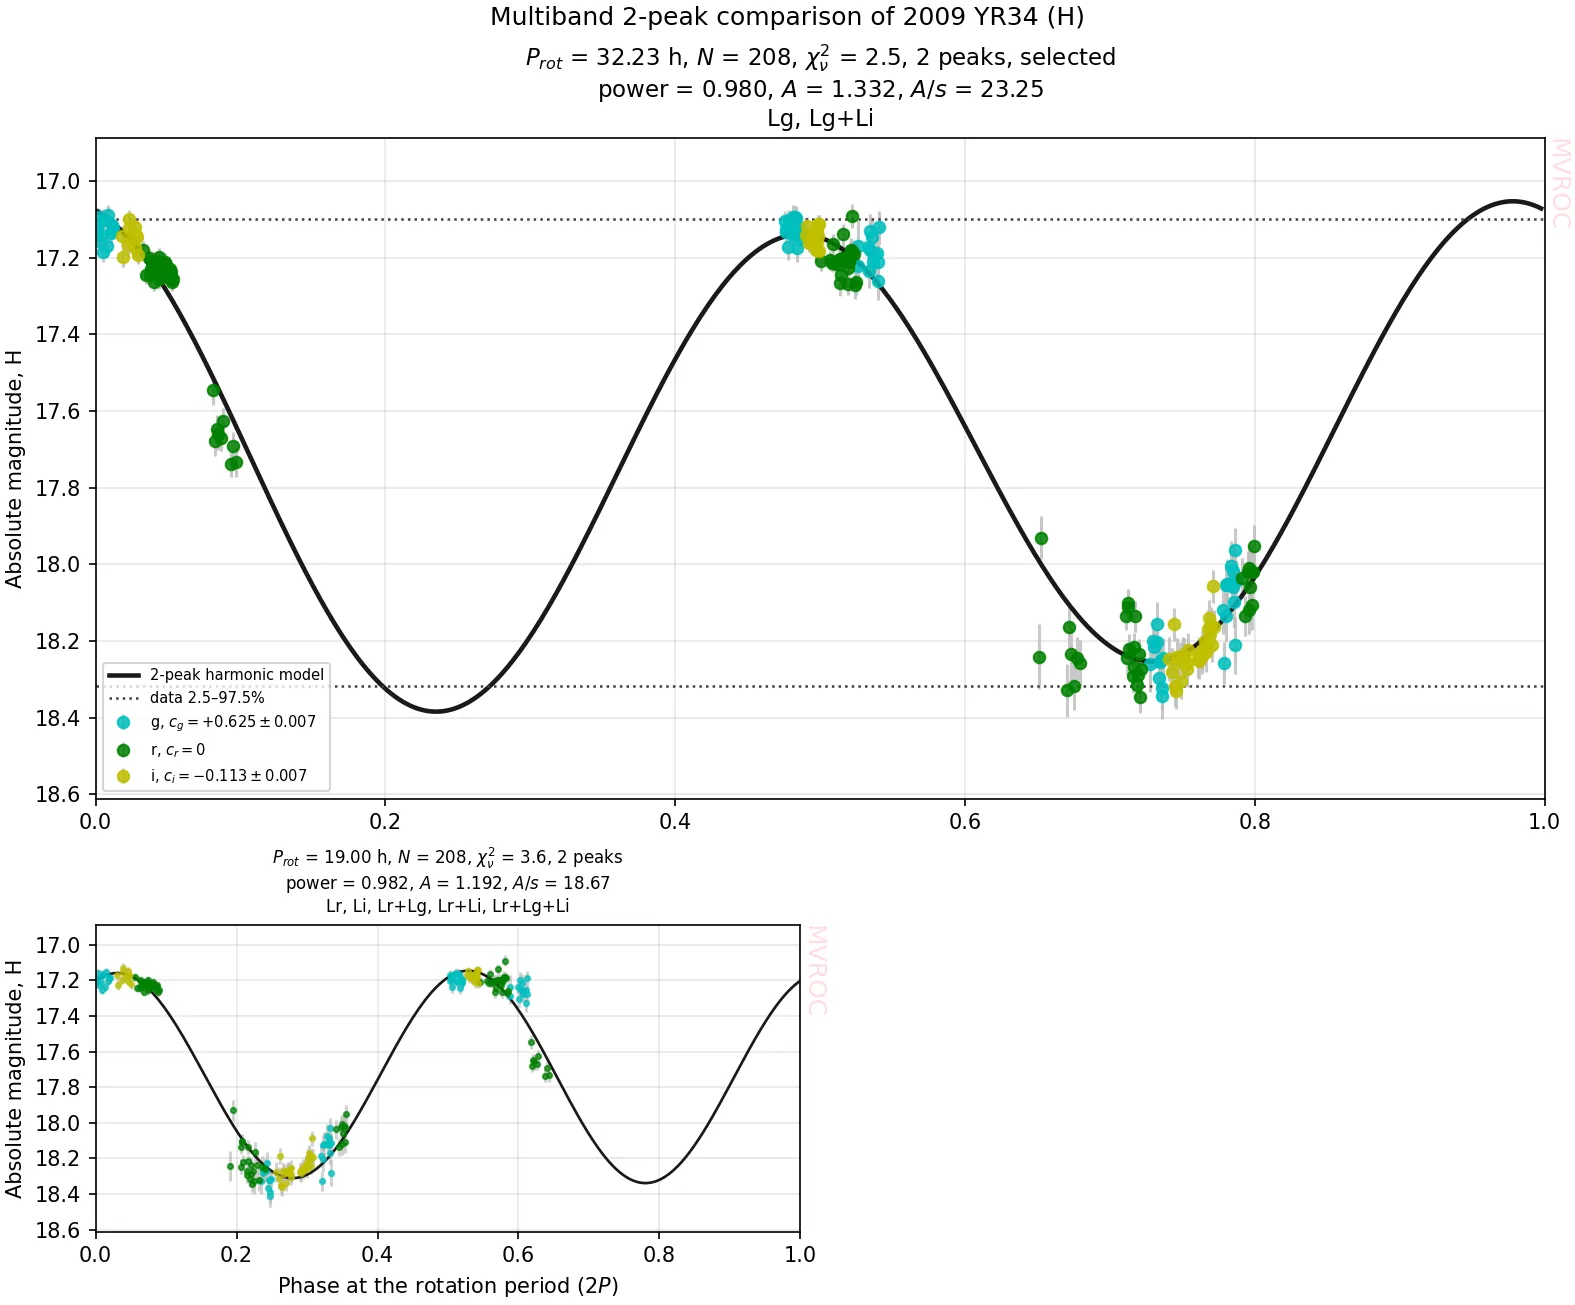 Multiband 2-peak comparison of 2009 YR34 (H)
P_rot = 32.23 h, N = 208, χ²_ν = 2.5, 2 peaks, selected
power = 0.980, A = 1.332, A/s = 23.25
Lg, Lg+Li
MVROC
Absolute magnitude, H
17.0
17.2
17.4
17.6
17.8
18.0
18.2
18.4
18.6
2-peak harmonic model
data 2.5–97.5%
g, c_g = +0.625 ± 0.007
r, c_r = 0
i, c_i = −0.113 ± 0.007
0.0 0.2 0.4 0.6 0.8 1.0
P_rot = 19.00 h, N = 208, χ²_ν = 3.6, 2 peaks
power = 0.982, A = 1.192, A/s = 18.67
Lr, Li, Lr+Lg, Lr+Li, Lr+Lg+Li
MVROC
Absolute magnitude, H
17.0
17.2
17.4
17.6
17.8
18.0
18.2
18.4
18.6
0.0 0.2 0.4 0.6 0.8 1.0
Phase at the rotation period (2P)